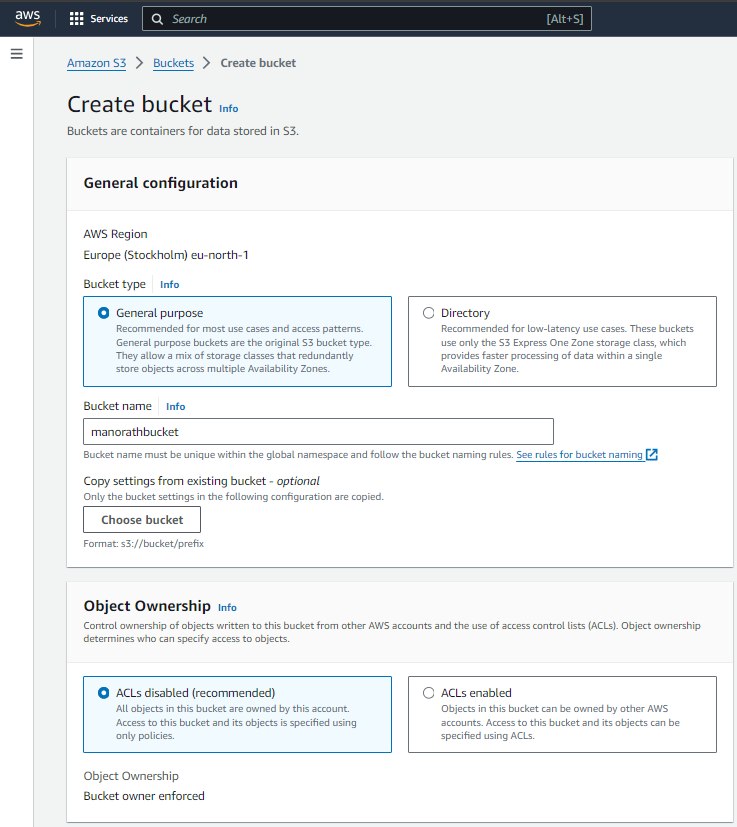 aws
Services
Search
[Alt+S]
Amazon S3 > Buckets > Create bucket
Create bucket Info
Buckets are containers for data stored in S3.
General configuration
AWS Region
Europe (Stockholm) eu-north-1
Bucket type Info
General purpose
Recommended for most use cases and access patterns.
General purpose buckets are the original S3 bucket type.
They allow a mix of storage classes that redundantly
store objects across multiple Availability Zones.
Directory
Recommended for low-latency use cases. These buckets
use only the S3 Express One Zone storage class, which
provides faster processing of data within a single
Availability Zone.
Bucket name Info
manorathbucket
Bucket name must be unique within the global namespace and follow the bucket naming rules. See rules for bucket naming
Copy settings from existing bucket - optional
Only the bucket settings in the following configuration are copied.
Choose bucket
Format: s3://bucket/prefix
Object Ownership Info
Control ownership of objects written to this bucket from other AWS accounts and the use of access control lists (ACLs). Object ownership
determines who can specify access to objects.
ACLs disabled (recommended)
All objects in this bucket are owned by this account.
Access to this bucket and its objects is specified using
only policies.
ACLs enabled
Objects in this bucket can be owned by other AWS
accounts. Access to this bucket and its objects can be
specified using ACLs.
Object Ownership
Bucket owner enforced